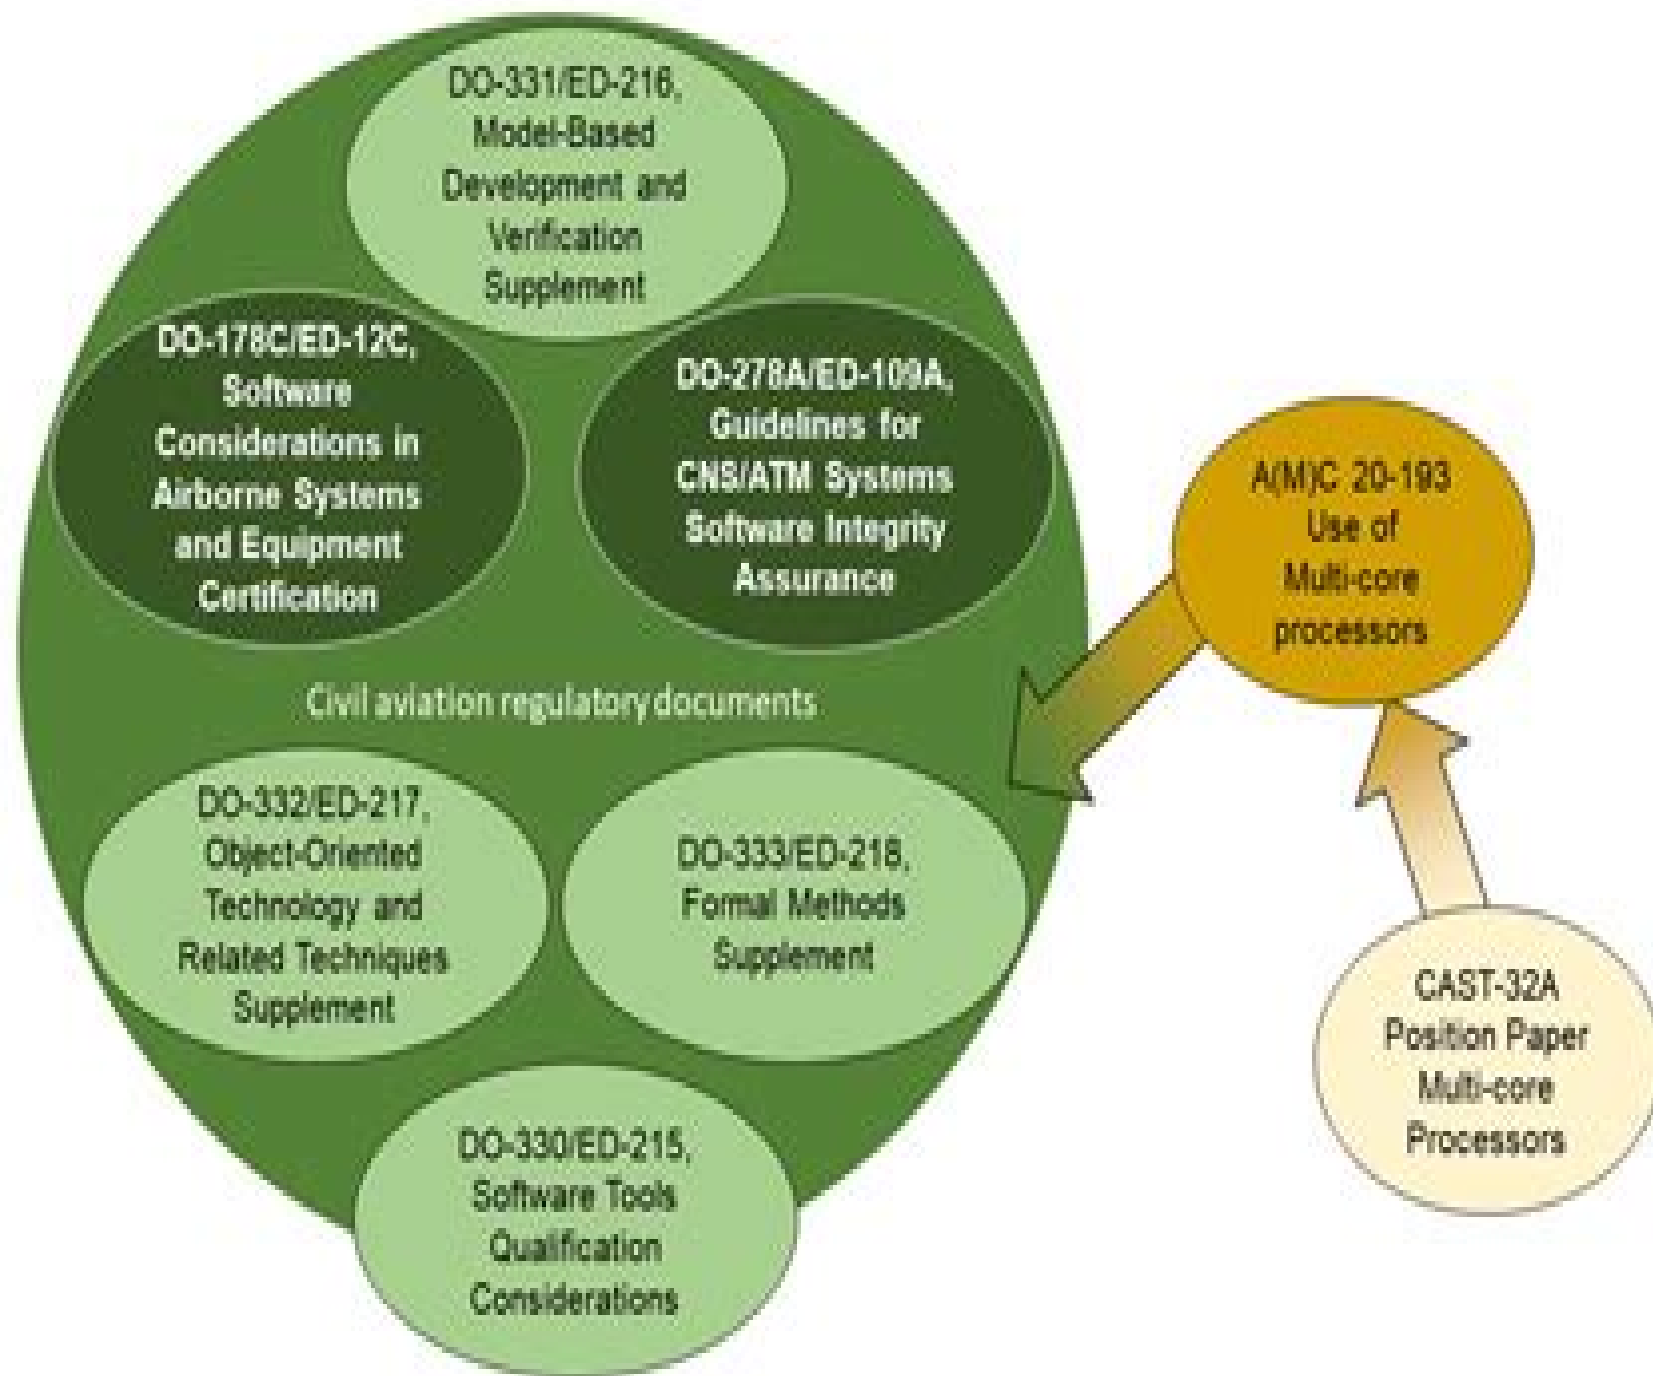 DO-331/ED-216,
Model-Based
Development and
Verification
Supplement
DO-178C/ED-12C,
Software
Considerations in
Airborne Systems
and Equipment
Certification
DO-278A/ED-109A,
Guidelines for
CNS/ATM Systems
Software Integrity
Assurance
Civil aviation regulatory documents
DO-332/ED-217,
Object-Oriented
Technology and
Related Techniques
Supplement
DO-333/ED-218,
Formal Methods
Supplement
DO-330/ED-215,
Software Tools
Qualification
Considerations
A(M)C 20-193
Use of
Multi-core
processors
CAST-32A
Position Paper
Multi-core
Processors